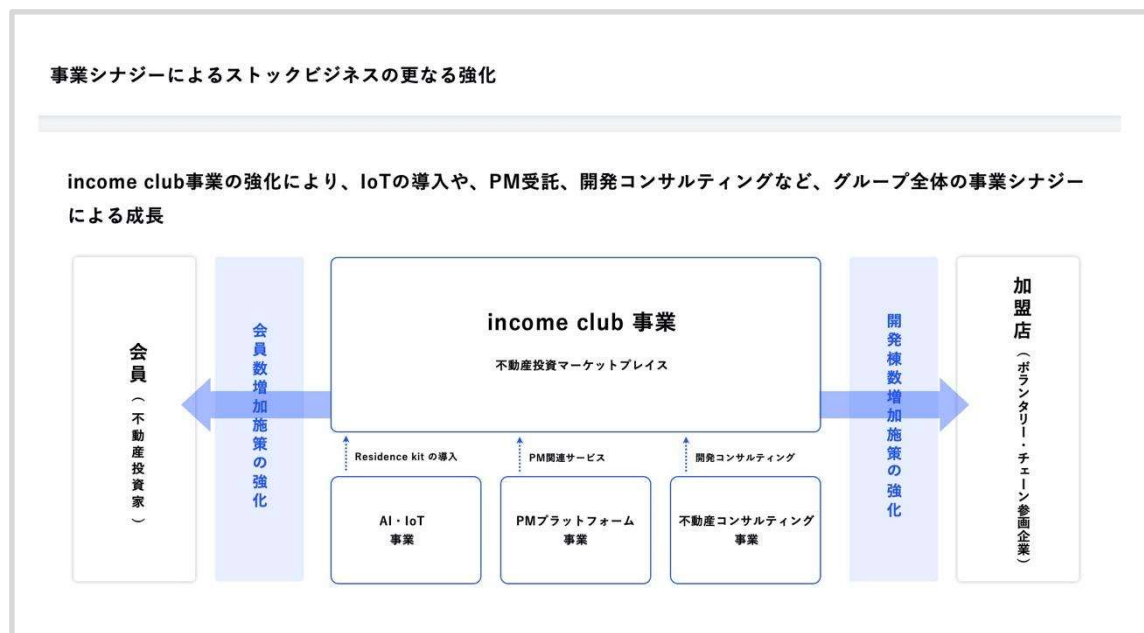 事業シナジーによるストックビジネスの更なる強化
income club事業の強化により、IoTの導入や、PM受託、開発コンサルティングなど、グループ全体の事業シナジー
による成長
会員（不動産投資家）
会員数増加施策の強化
income club 事業
不動産投資マーケットプレイス
Residence kit の導入
PM関連サービス
開発コンサルティング
AI・IoT
事業
PMプラットフォーム
事業
不動産コンサルティング
事業
開発棟数増加施策の強化
加盟店（ボランタリー・チェーン参画企業）